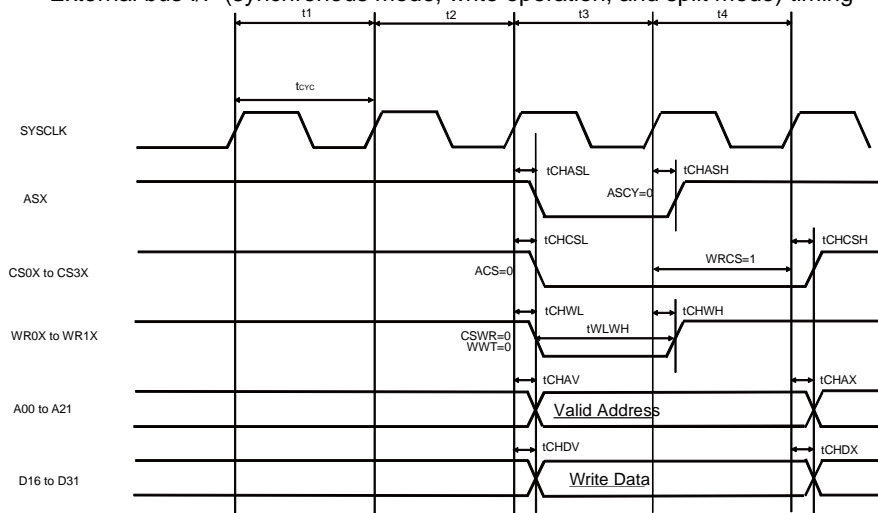 External bus I/F (synchronous mode, write operation, and split mode) timing
t1 t2 t3 t4
tCYC
SYSCLK
tCHASL tCHASH
ASX ASCY=0
tCHCSL tCHCSH
CS0X to CS3X ACS=0 WRCS=1
tCHWL tCHWH
WR0X to WR1X CSWR=0 tWLWH
WWT=0
tCHAV tCHAX
A00 to A21 Valid Address
tCHDV tCHDX
D16 to D31 Write Data